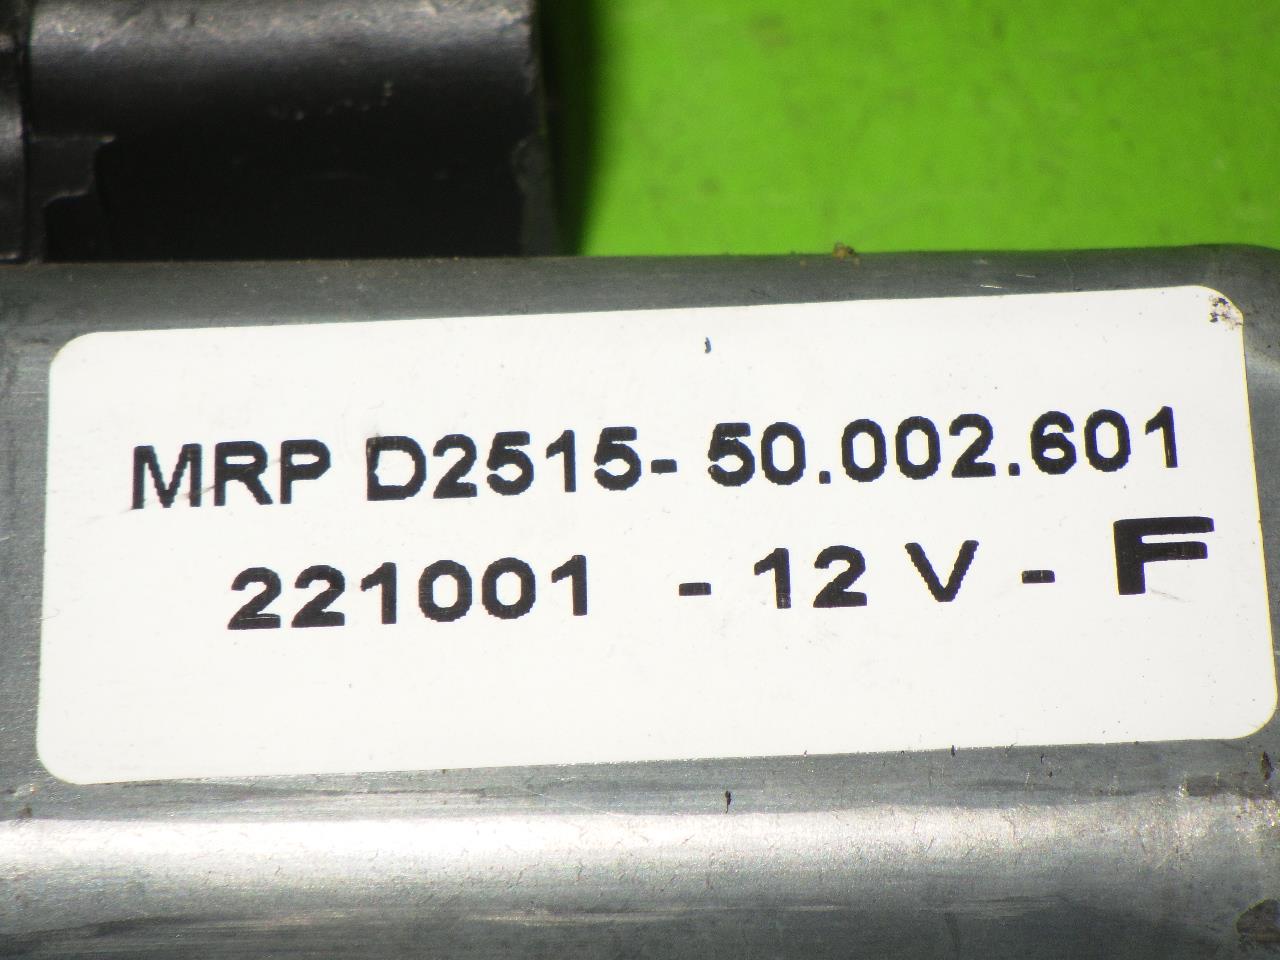 MRP D2515- 50.002.601
221001 - 12 V - F